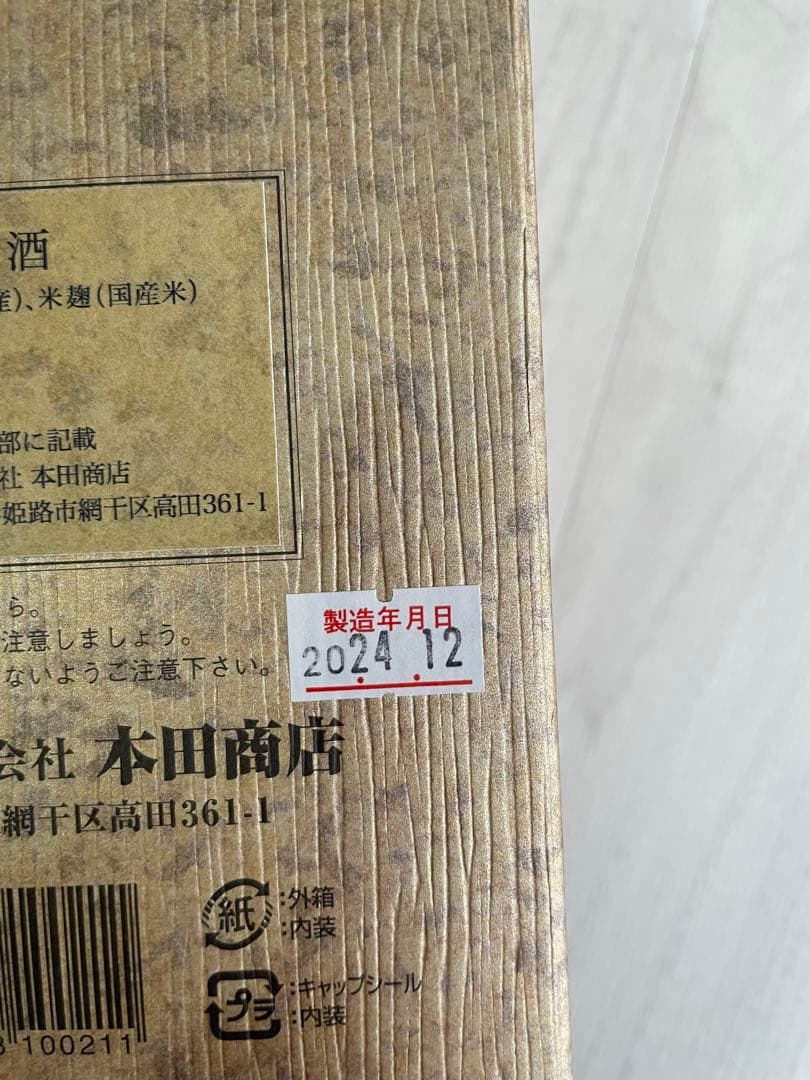 酒
産)、米麹(国産米)
部に記載
社 本田商店
姫路市網干区高田361-1
ら。
注意しましょう。
ないようご注意下さい。
製造年月日
2024.12
会社 本田商店
網干区高田361-1
紙 :外箱
:内装
プラ :キャップシール
:内装
100211